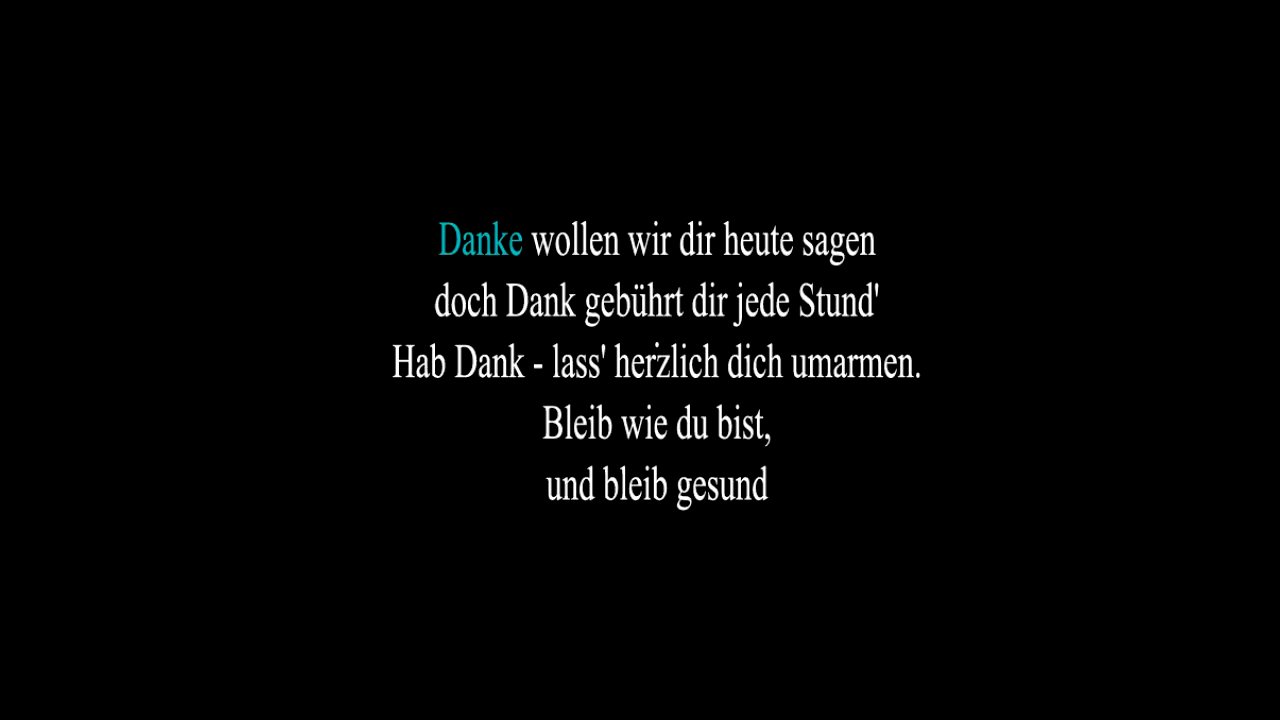 Danke wollen wir dir heute sagen
doch Dank gebührt dir jede Stund'
Hab Dank - lass' herzlich dich umarmen.
Bleib wie du bist,
und bleib gesund